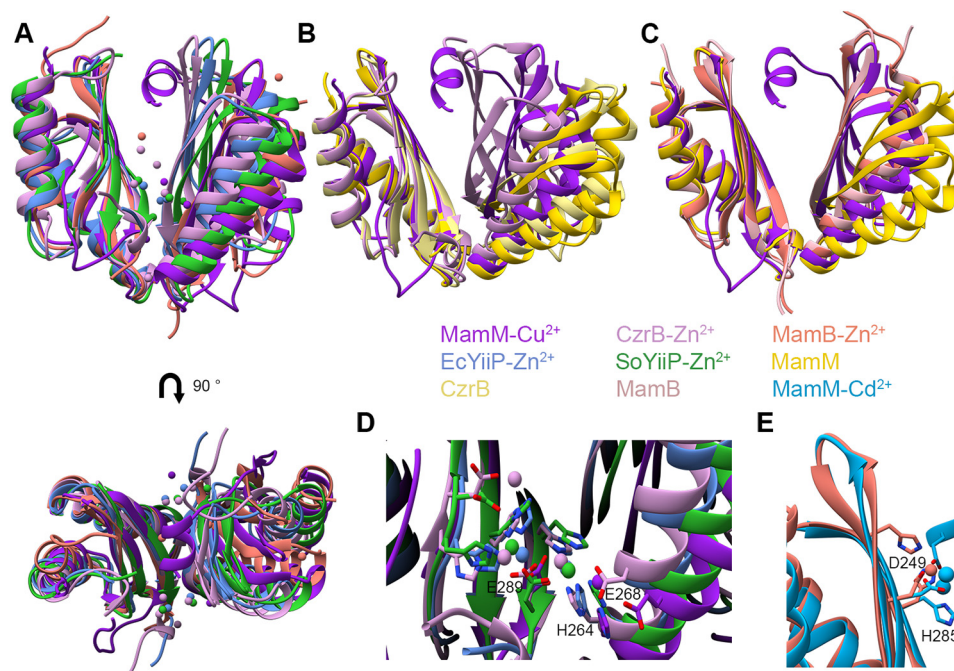 A
B
C
MamM-Cu²⁺
CzrB-Zn²⁺
MamB-Zn²⁺
EcYiiP-Zn²⁺
SoYiiP-Zn²⁺
MamM
CzrB
MamB
MamM-Cd²⁺
90 °
D
E
E289
E268
H264
D249
H285